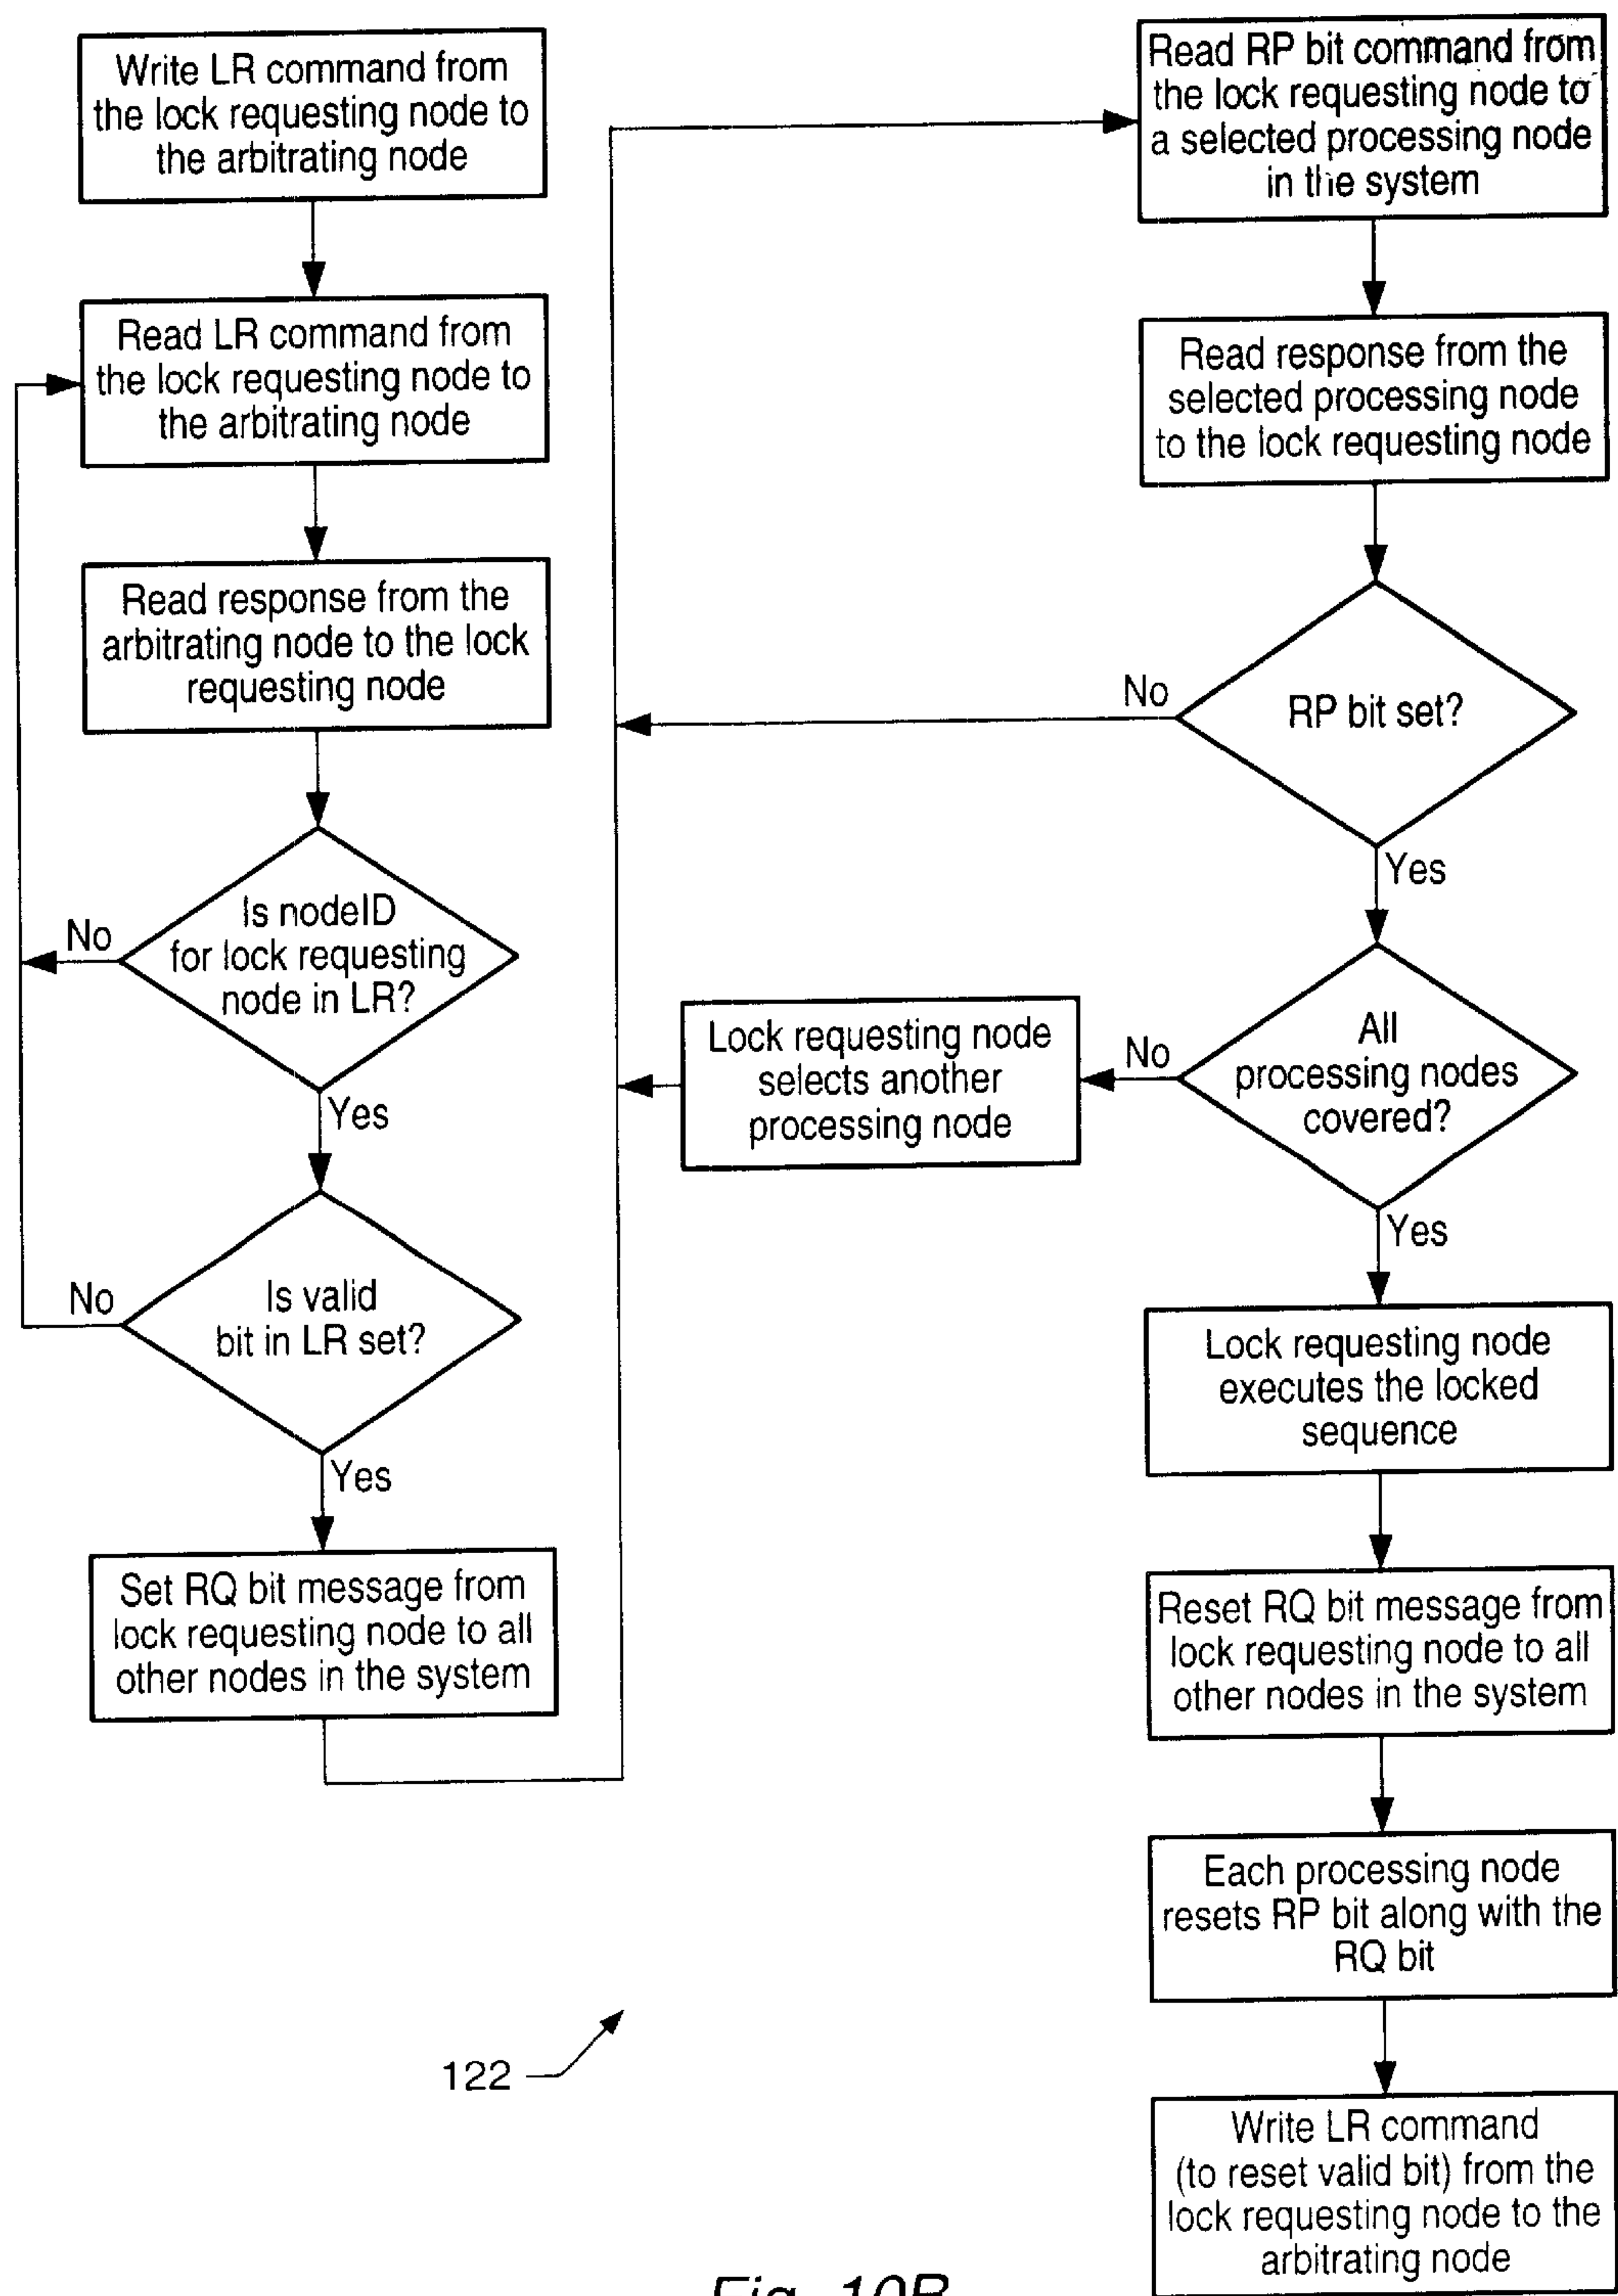 Write LR command from
the lock requesting node to
the arbitrating node
Read LR command from
the lock requesting node to
the arbitrating node
Read response from the
arbitrating node to the lock
requesting node
Is nodeID
for lock requesting
node in LR?
No
Yes
Is valid
bit in LR set?
No
Yes
Set RQ bit message from
lock requesting node to all
other nodes in the system
Read RP bit command from
the lock requesting node to
a selected processing node
in the system
Read response from the
selected processing node
to the lock requesting node
RP bit set?
No
Yes
All
processing nodes
covered?
No
Lock requesting node
selects another
processing node
Yes
Lock requesting node
executes the locked
sequence
Reset RQ bit message from
lock requesting node to all
other nodes in the system
Each processing node
resets RP bit along with the
RQ bit
Write LR command
(to reset valid bit) from the
lock requesting node to the
arbitrating node
122
Fig. 10B